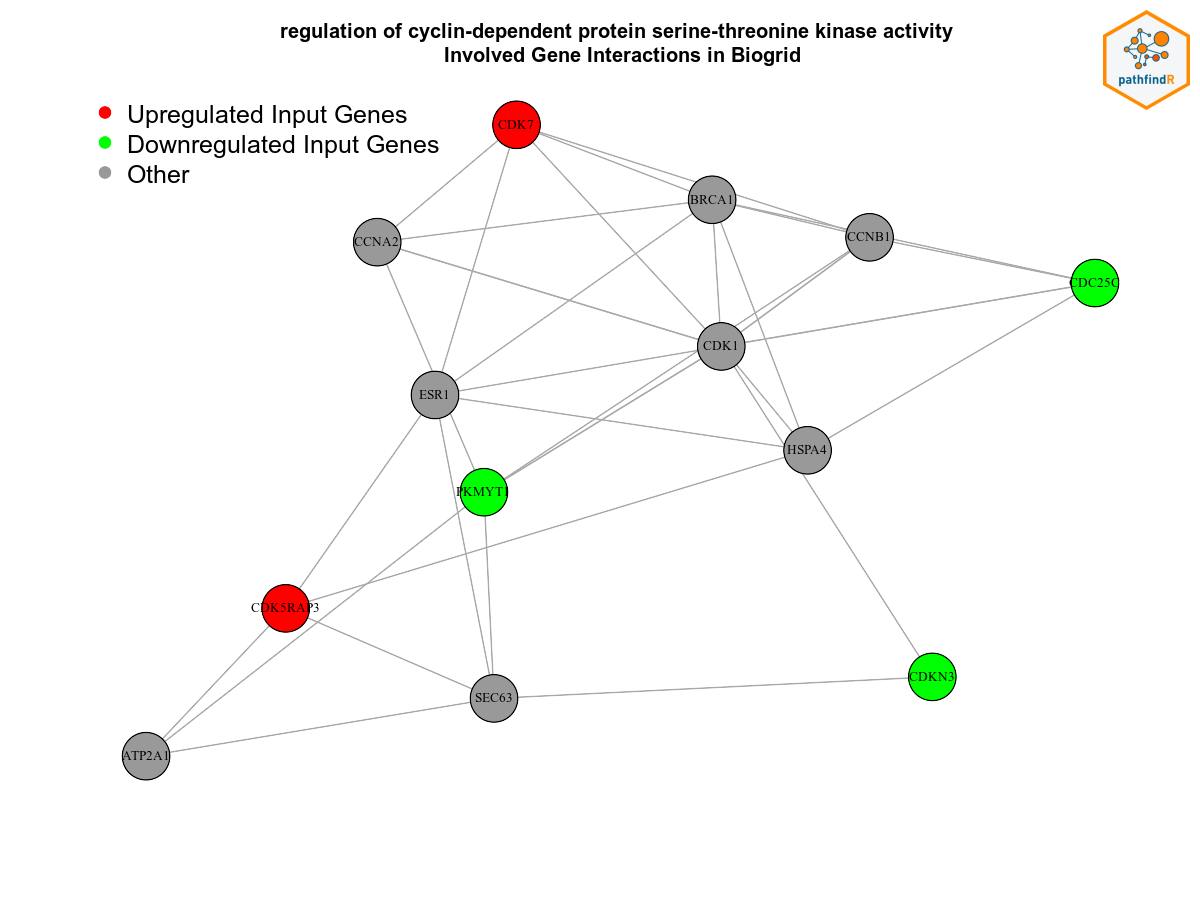 regulation of cyclin-dependent protein serine-threonine kinase activity
Involved Gene Interactions in Biogrid
pathfindR
Upregulated Input Genes
Downregulated Input Genes
Other
CDK7
BRCA1
CCNA2
CCNB1
CDC25C
CDK1
ESR1
HSPA4
PKMYT1
CDK5RAP3
CDKN3
SEC63
ATP2A1